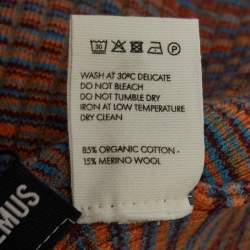 30 P
WASH AT 30ºC DELICATE
DO NOT BLEACH
DO NOT TUMBLE DRY
IRON AT LOW TEMPERATURE
DRY CLEAN
85% ORGANIC COTTON -
15% MERINO WOOL
EMUS